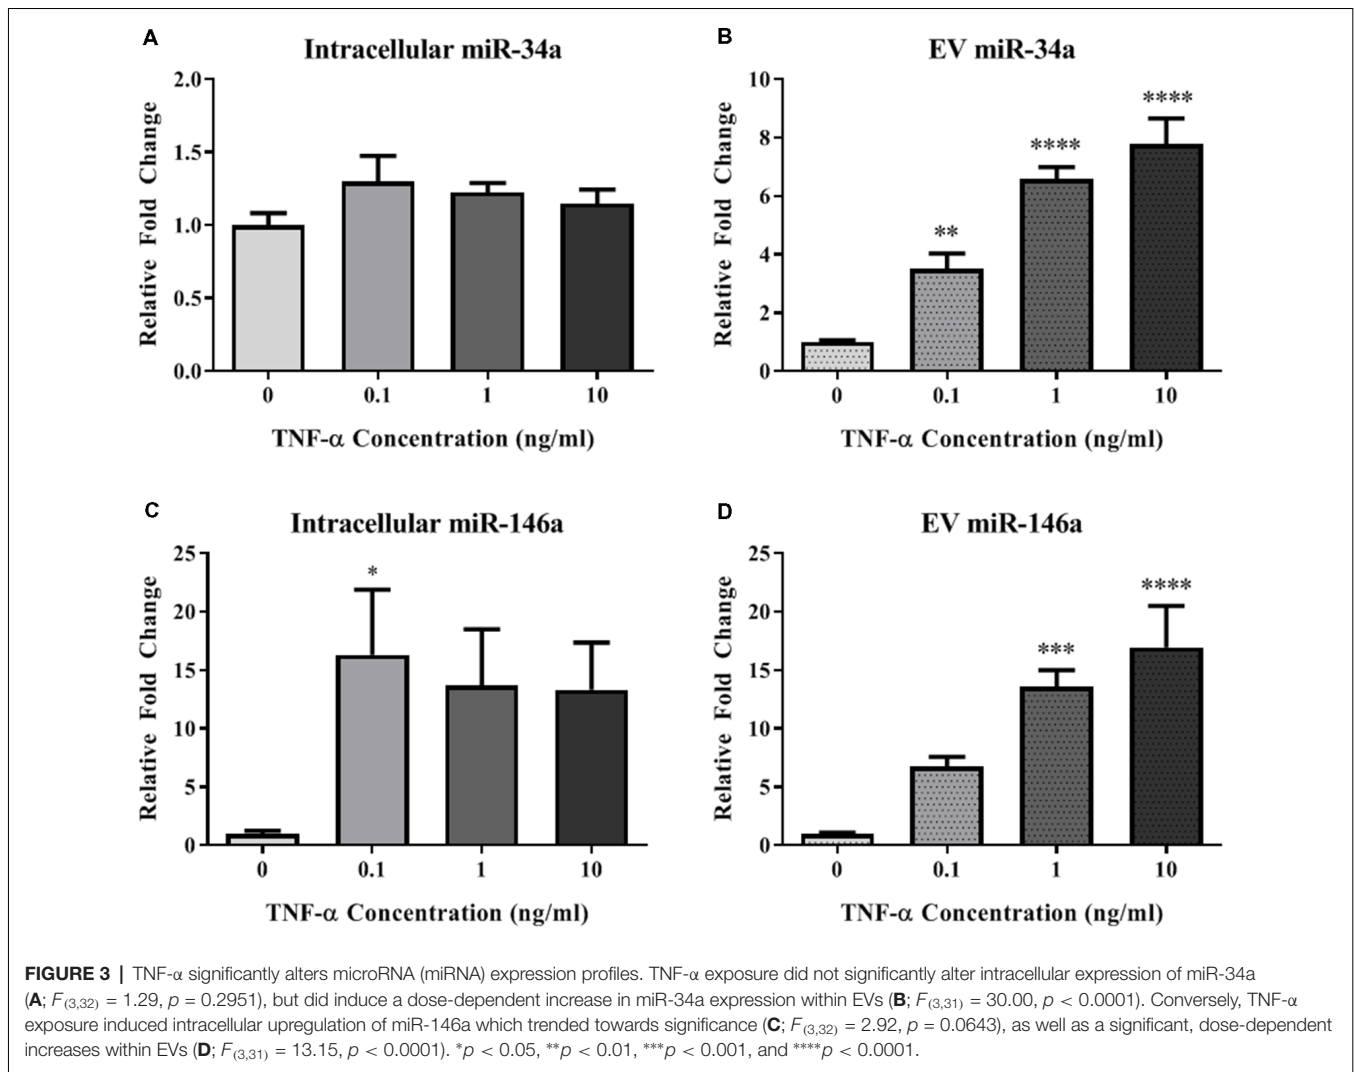 A
Intracellular miR-34a
Relative Fold Change
2.0
1.5
1.0
0.5
0.0
0 0.1 1 10
TNF-α Concentration (ng/ml)
B
EV miR-34a
Relative Fold Change
10
8
6
4
2
0
**
****
****
0 0.1 1 10
TNF-α Concentration (ng/ml)
C
Intracellular miR-146a
Relative Fold Change
25
20
15
10
5
0
*
0 0.1 1 10
TNF-α Concentration (ng/ml)
D
EV miR-146a
Relative Fold Change
25
20
15
10
5
0
***
****
0 0.1 1 10
TNF-α Concentration (ng/ml)
FIGURE 3 | TNF-α significantly alters microRNA (miRNA) expression profiles. TNF-α exposure did not significantly alter intracellular expression of miR-34a
(A; F(3,32) = 1.29, p = 0.2951), but did induce a dose-dependent increase in miR-34a expression within EVs (B; F(3,31) = 30.00, p < 0.0001). Conversely, TNF-α
exposure induced intracellular upregulation of miR-146a which trended towards significance (C; F(3,32) = 2.92, p = 0.0643), as well as a significant, dose-dependent
increases within EVs (D; F(3,31) = 13.15, p < 0.0001). *p < 0.05, **p < 0.01, ***p < 0.001, and ****p < 0.0001.